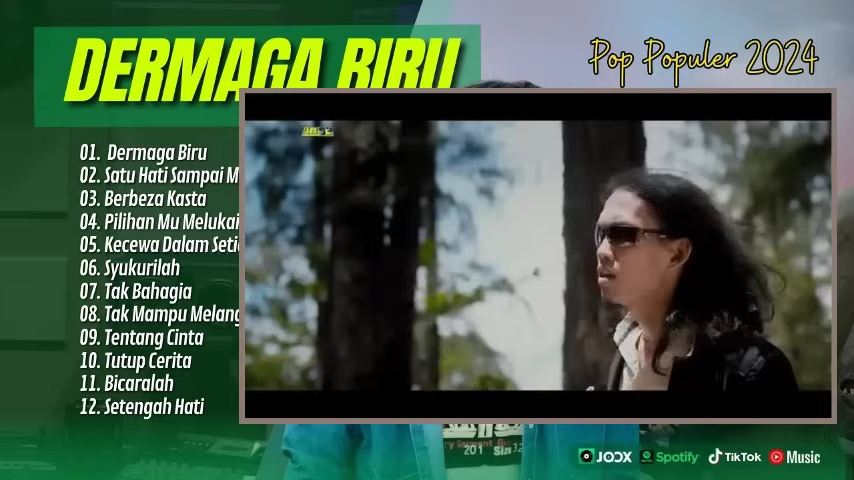 DERMAGA BIRU
Pop Populer 2024
01. Dermaga Biru
02. Satu Hati Sampai M
03. Berbeza Kasta
04. Pilihan Mu Melukai
05. Kecewa Dalam Setia
06. Syukurilah
07. Tak Bahagia
08. Tak Mampu Melang
09. Tentang Cinta
10. Tutup Cerita
11. Bicaralah
12. Setengah Hati
201
JOOX Spotify TikTok Music